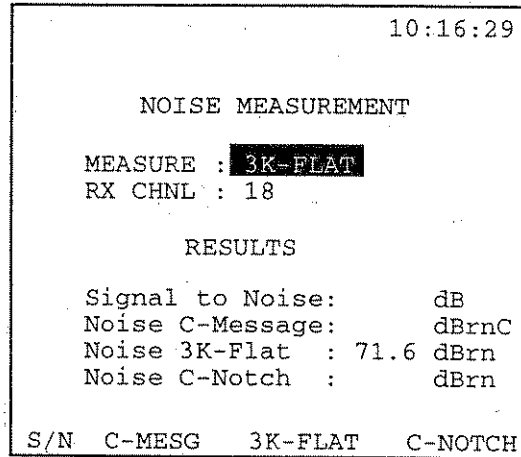 10:16:29
NOISE MEASUREMENT
MEASURE : 3K-FLAT
RX CHNL : 18
RESULTS
Signal to Noise: dB
Noise C-Message: dBrnC
Noise 3K-Flat : 71.6 dBrn
Noise C-Notch : dBrn
S/N C-MESG 3K-FLAT C-NOTCH